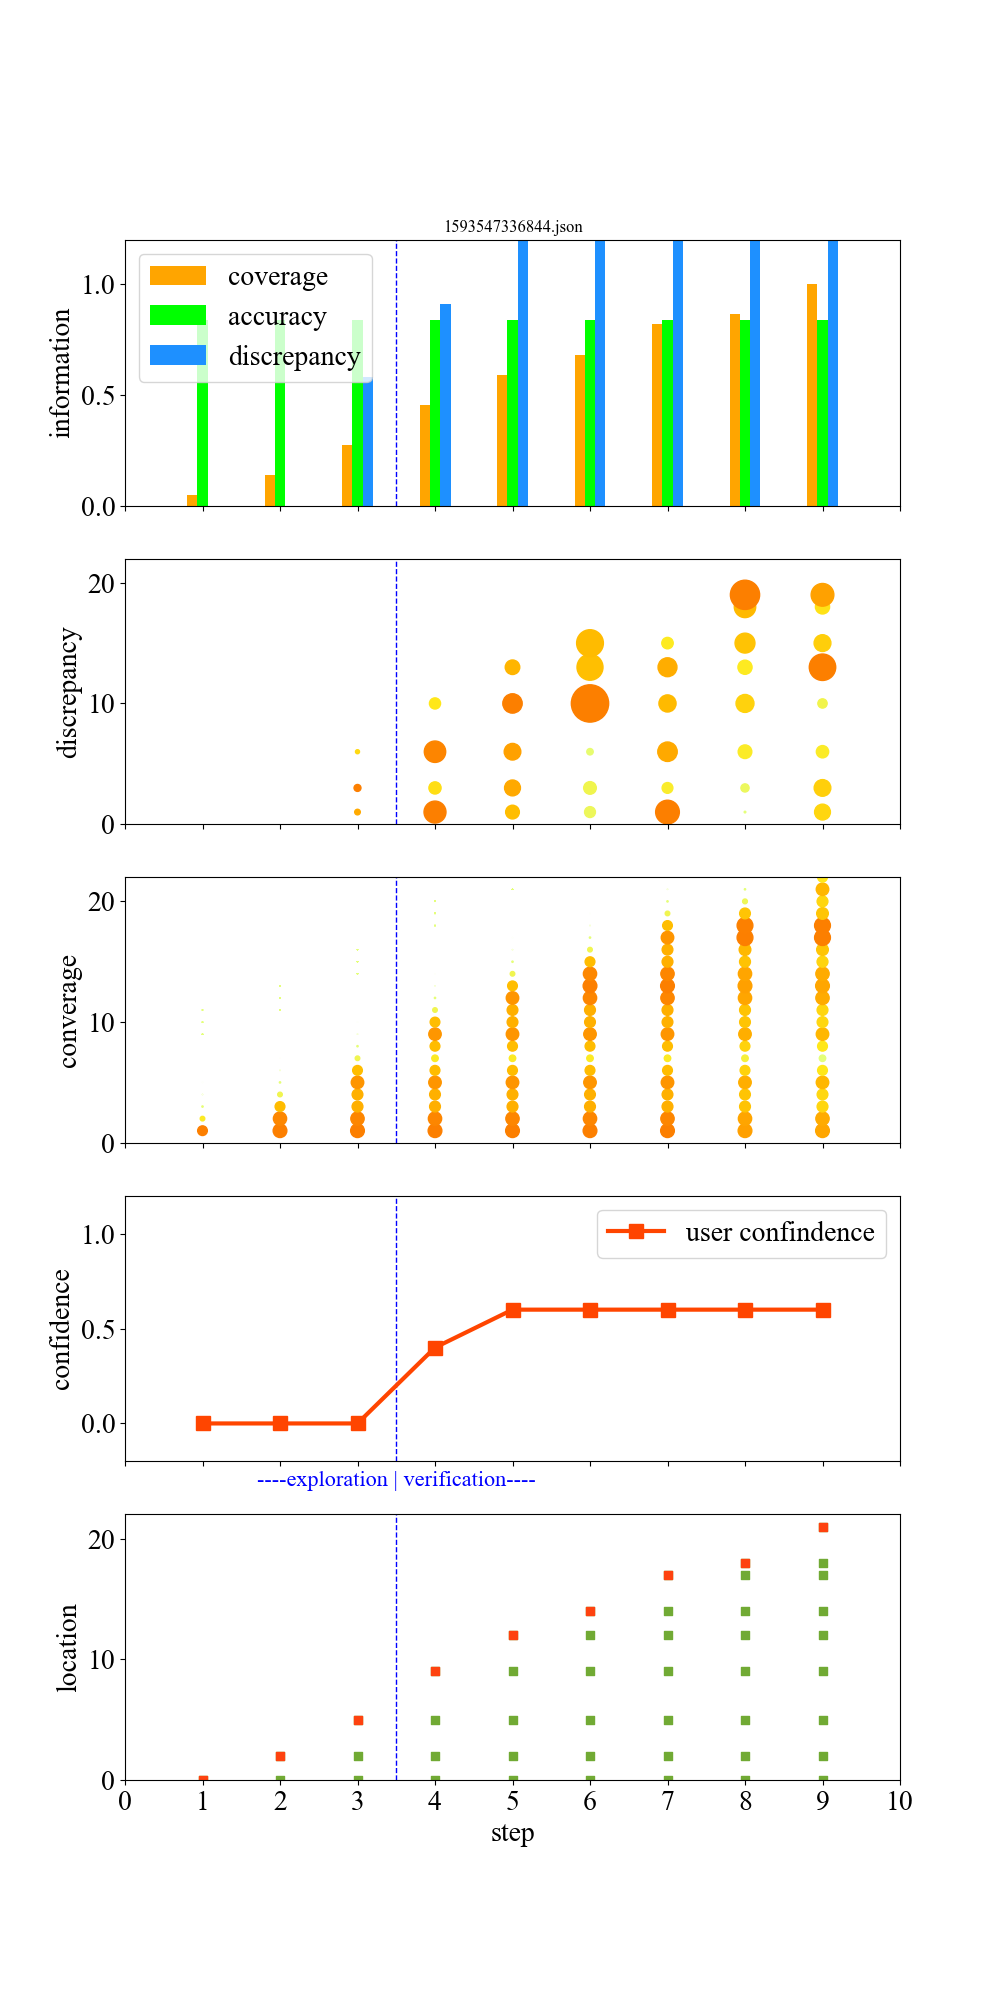 1593547336844.json
coverage
accuracy
discrepancy
information
1.0
0.5
0.0
discrepancy
20
10
0
converage
20
10
0
user confindence
confidence
1.0
0.5
0.0
----exploration | verification----
location
20
10
0
0 1 2 3 4 5 6 7 8 9 10
step